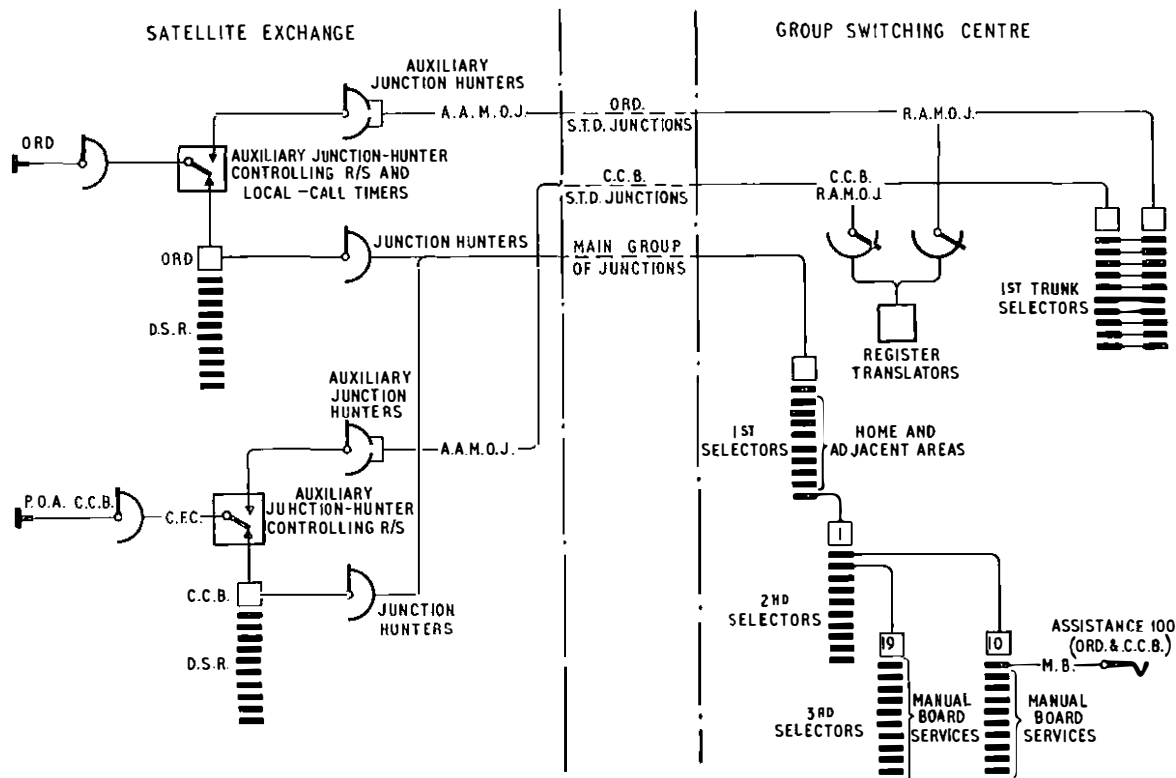 SATELLITE EXCHANGE
GROUP SWITCHING CENTRE
AUXILIARY
JUNCTION HUNTERS
A.A.M.O.J.
ORD.
S.T.D. JUNCTIONS
R.A.M.O.J.
ORD
AUXILIARY JUNCTION-HUNTER
CONTROLLING R/S AND
LOCAL-CALL TIMERS
C.C.B.
S.T.D. JUNCTIONS
C.C.B.
R.A.M.O.J.
ORD
JUNCTION HUNTERS
MAIN GROUP
OF JUNCTIONS
1ST TRUNK
SELECTORS
D.S.R.
REGISTER
TRANSLATORS
AUXILIARY
JUNCTION
HUNTERS
A.A.M.O.J.
1ST
SELECTORS
HOME AND
ADJACENT AREAS
P.O.A. C.C.B.
C.F.C.
AUXILIARY
JUNCTION-HUNTER
CONTROLLING R/S
1
C.C.B.
JUNCTION
HUNTERS
2ND
SELECTORS
D.S.R.
19
10
ASSISTANCE 100
(ORD. & C.C.B.)
M.B.
3RD
SELECTORS
MANUAL
BOARD
SERVICES
MANUAL
BOARD
SERVICES